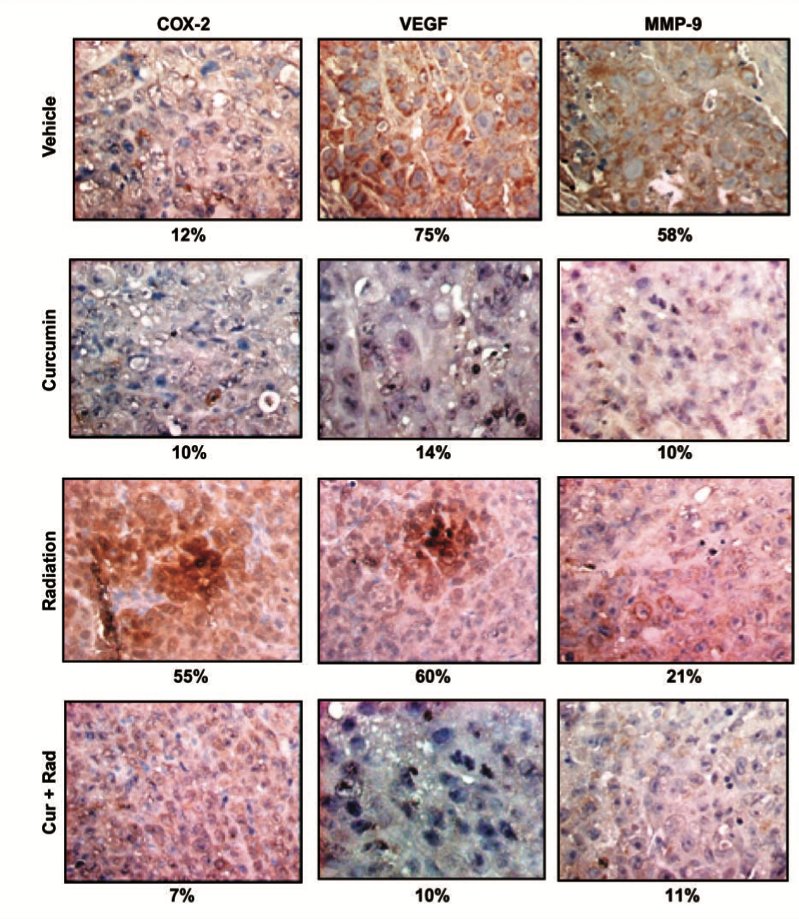 COX-2 VEGF MMP-9
Vehicle
12% 75% 58%
Curcumin
10% 14% 10%
Radiation
55% 60% 21%
Cur + Rad
7% 10% 11%